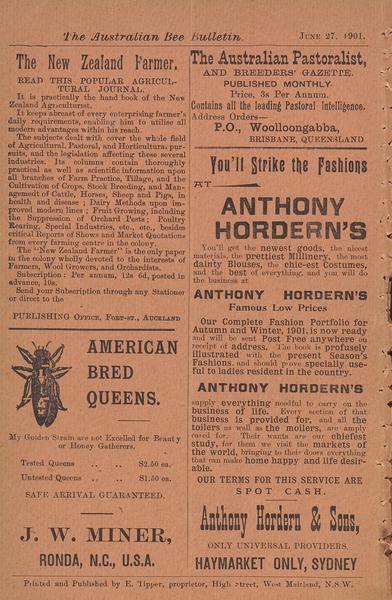 The Australian Bee Bulletin. JUNE 27, 1901.
The New Zealand Farmer.
READ THIS POPULAR AGRICUL-
TURAL JOURNAL.
It is practically the hand book of the New
Zealand Agriculturist.
It keeps abreast of every enterprising farmer's
daily requirements, enabling him to utilise all
modern advantages within his reach.
The subjects dealt with cover the whole field
of Agricultural, Pastoral, and Horticultural pur-
suits, and the legislation affecting these several
industries. Its columns contain thoroughly
practical as well as scientific information upon
all branches of Farm Practice, Tillage, and the
Cultivation of Crops, Stock Breeding, and Man-
agement of Cattle, Horses, Sheep and Pigs, in
health and disease; Dairy Methods upon im-
proved modern lines; Fruit Growing, including
the Suppression of Orchard Pests; Poultry
Rearing, Special Industries, etc., etc., besides
critical Reports of Shows and Market Quotations
from every farming centre in the colony.
The "New Zealand Farmer" is the only paper
in the colony wholly devoted to the interests of
Farmers, Wool Growers, and Orchardists.
Subscription: Per annum, 12s 6d, posted in
advance, 10s.
Send your Subscription through any Stationer
or direct to the
PUBLISHING OFFICE, FORT-ST., AUCKLAND
AMERICAN
BRED
QUEENS.
My Golden Strain are not Excelled for Beauty
or Honey Gatherers.
Tested Queens ,, ,, $2.50 ea.
Untested Queens ,, ,, $1.50 ea.
SAFE ARRIVAL GUARANTEED.
J. W. MINER,
RONDA, N.C., U.S.A.
The Australian Pastoralist,
AND BREEDERS' GAZETTE.
PUBLISHED MONTHLY.
Price, 3s Per Annum.
Contains all the leading Pastoral Intelligence.
Address Orders—
P.O., Woolloongabba,
BRISBANE, QUEENSLAND
You'll Strike the Fashions
AT
ANTHONY
HORDERN'S
You'll get the newest goods, the nicest
materials, the prettiest Millinery, the most
dainty Blouses, the chic-est Costumes,
and the best of everything, and you will do
the business at
ANTHONY HORDERN'S
Famous Low Prices
Our Complete Fashion Portfolio for
Autumn and Winter, 1901, is now ready
and will be sent Post Free anywhere on
receipt of address. The book is profusely
illustrated with the present Season's
Fashions, and should prove specially use-
ful to ladies resident in the country.
ANTHONY HORDERN'S
supply everything needful to carry on the
business of life. Every section of that
business is provided for, and all the
toilers as well as the moilers, are amply
cared for. Their wants are our chiefest
study, for them we visit the markets of
the world, bringing to their doors everything
that can make home happy and life desir-
able.
OUR TERMS FOR THIS SERVICE ARE
SPOT CASH.
Anthony Hordern & Sons,
ONLY UNIVERSAL PROVIDERS,
HAYMARKET ONLY, SYDNEY
Printed and Published by E. Tipper, proprietor, High Street, West Maitland, N.S.W.